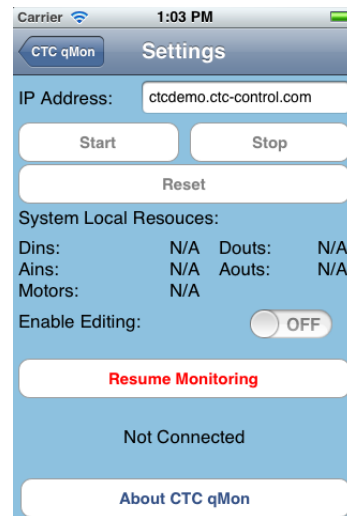 Carrier 1:03 PM
CTC qMon Settings
IP Address: ctcdemo.ctc-control.com
Start Stop
Reset
System Local Resouces:
Dins: N/A Douts: N/A
Ains: N/A Aouts: N/A
Motors: N/A
Enable Editing: OFF
Resume Monitoring
Not Connected
About CTC qMon